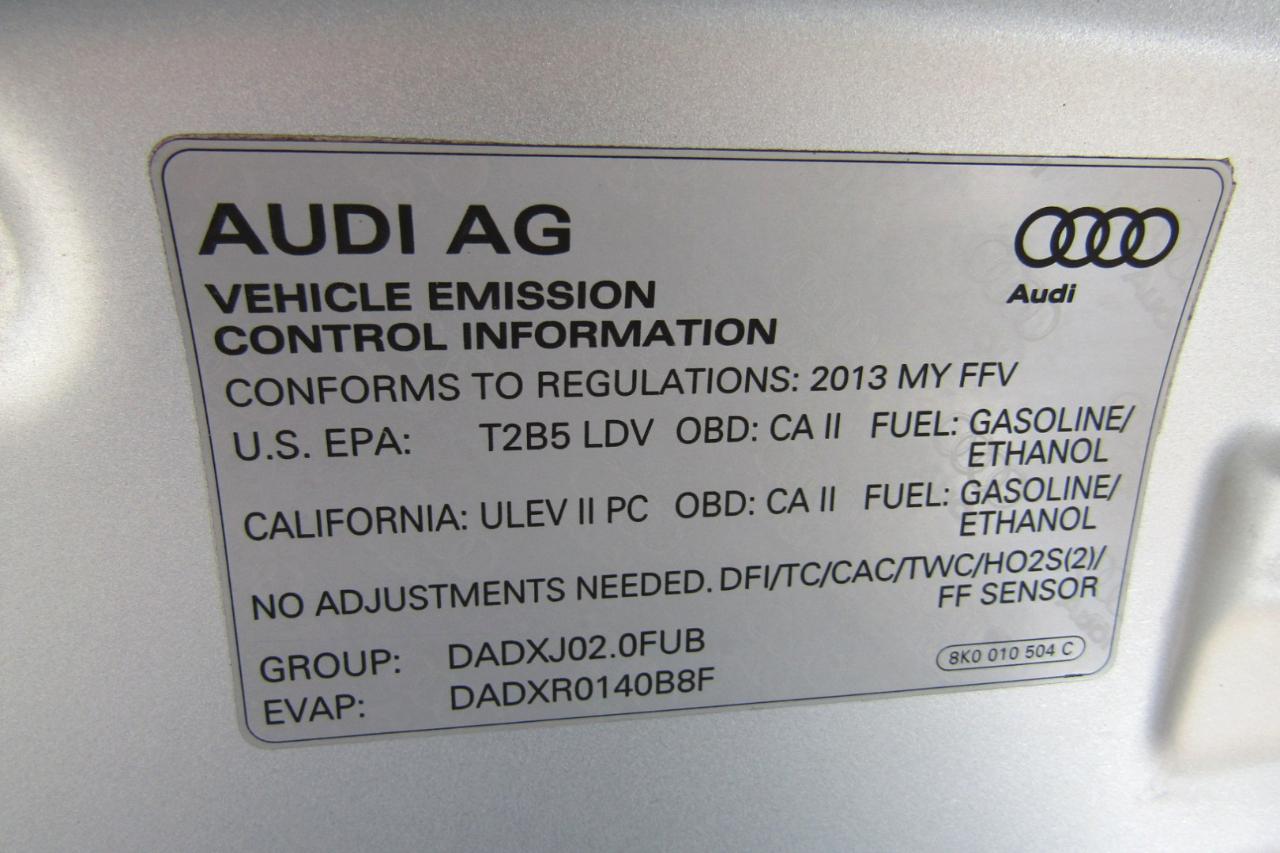 AUDI AG
Audi
VEHICLE EMISSION
CONTROL INFORMATION
CONFORMS TO REGULATIONS: 2013 MY FFV
U.S. EPA: T2B5 LDV OBD: CA II FUEL: GASOLINE/
ETHANOL
CALIFORNIA: ULEV II PC OBD: CA II FUEL: GASOLINE/
ETHANOL
NO ADJUSTMENTS NEEDED. DFI/TC/CAC/TWC/HO2S(2)/
FF SENSOR
GROUP: DADXJ02.0FUB
EVAP: DADXR0140B8F
8K0 010 504 C